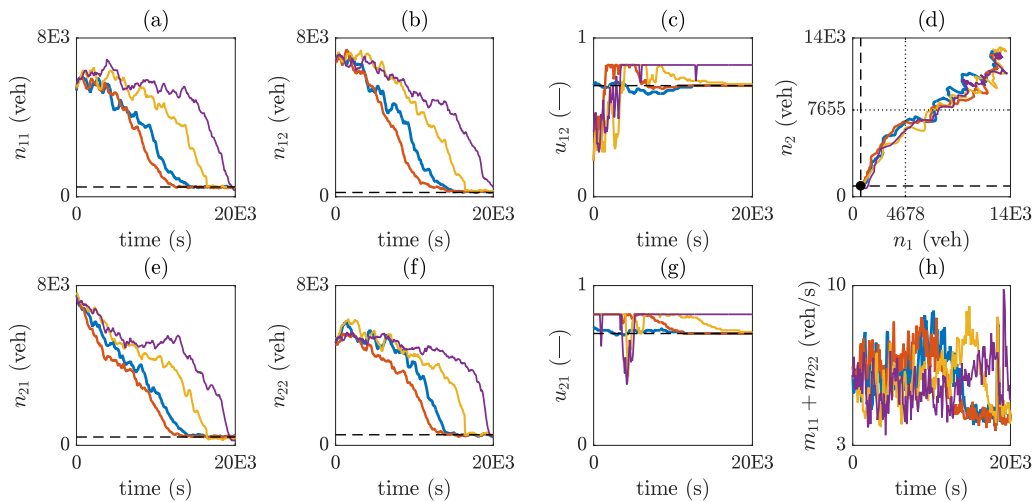 (a)
8E3
n11 (veh)
0
0
20E3
time (s)
(b)
8E3
n12 (veh)
0
0
20E3
time (s)
(c)
1
u12 (—)
0
0
20E3
time (s)
(d)
14E3
7655
n2 (veh)
0
0
4678
14E3
n1 (veh)
(e)
8E3
n21 (veh)
0
0
20E3
time (s)
(f)
8E3
n22 (veh)
0
0
20E3
time (s)
(g)
1
u21 (—)
0
0
20E3
time (s)
(h)
10
m11 + m22 (veh/s)
3
0
20E3
time (s)